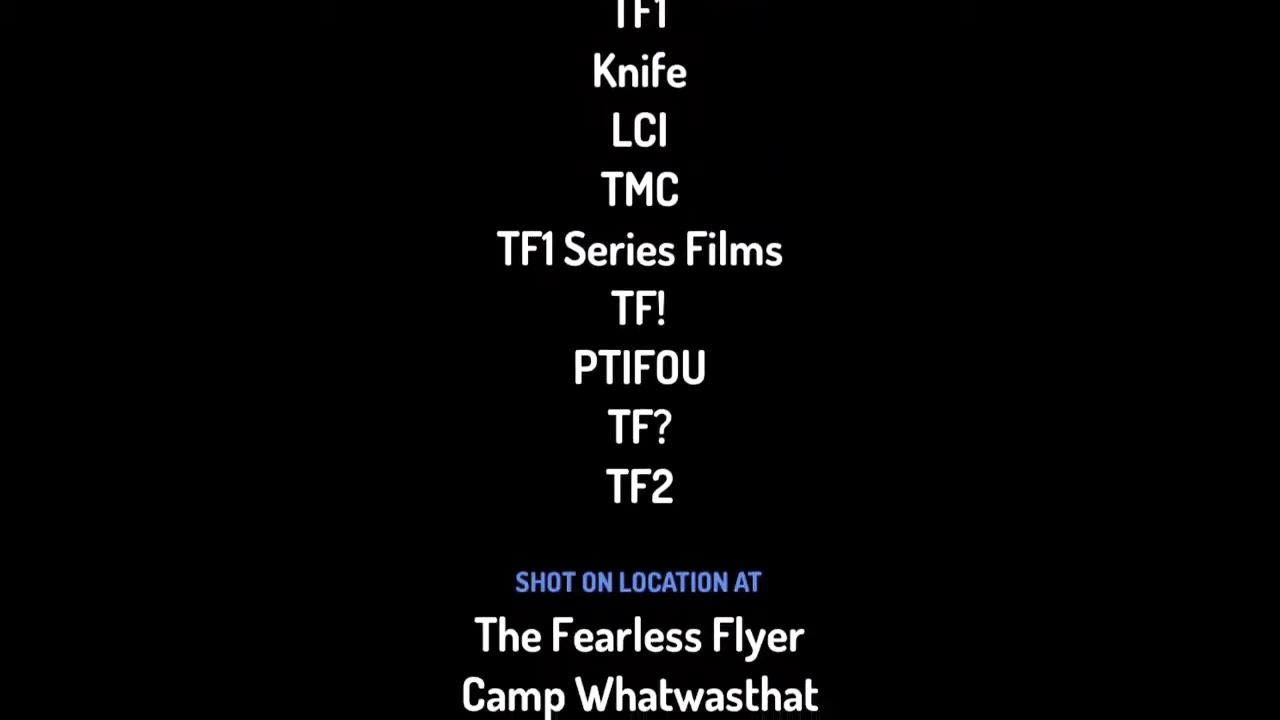 TF1
Knife
LCI
TMC
TF1 Series Films
TF!
PTIFOU
TF?
TF2
SHOT ON LOCATION AT
The Fearless Flyer
Camp Whatwasthat